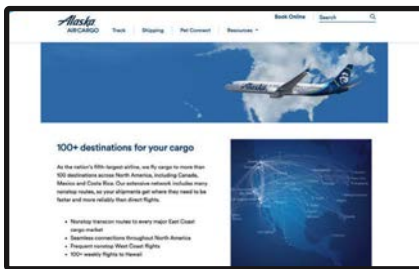 Alaska
AIR CARGO
Track
Shipping
Pet Connect
Resources
Book Online
Search
100+ destinations for your cargo
As the nation's fifth-largest airline, we fly cargo to more than
100 destinations across North America, including Canada,
Mexico and Costa Rica. Our extensive network includes many
nonstop routes, so your shipments get where they need to be
faster and more reliably than direct flights.
• Nonstop transcon routes to every major East Coast
cargo market
• Seamless connections throughout North America
• Frequent nonstop West Coast flights
• 100+ weekly flights to Hawaii